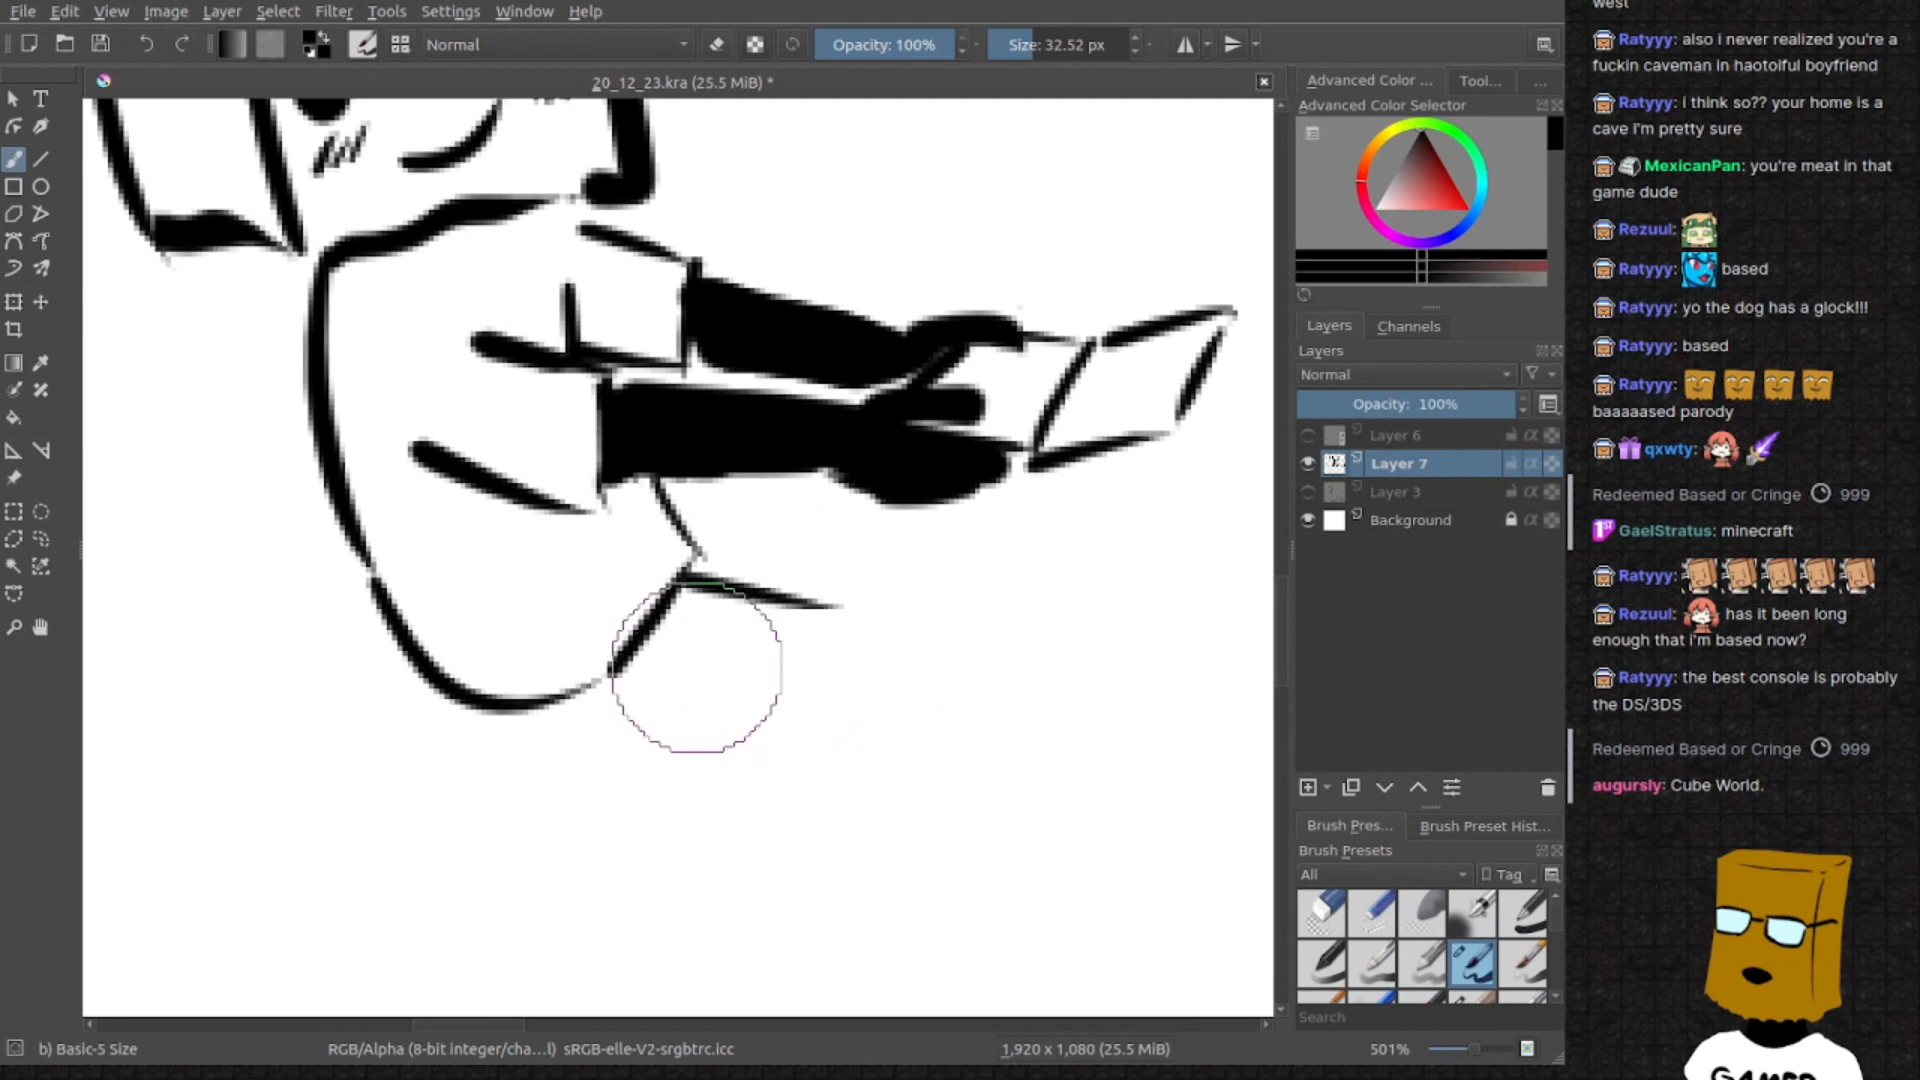 File Edit View Image Layer Select Filter Tools Settings Window Help
Normal
Opacity: 100%
Size: 32.52 px
20_12_23.kra (25.5 MiB) *
Advanced Color ...
Tool...
...
Advanced Color Selector
Layers Channels
Layers
Normal
Opacity: 100%
Layer 6
Layer 7
Layer 3
Background
Brush Pres...
Brush Preset Hist...
Brush Presets
All
Tag
Search
b) Basic-5 Size
RGB/Alpha (8-bit integer/cha...l) sRGB-elle-V2-srgbtrc.icc
1,920 x 1,080 (25.5 MiB)
501%
west
Ratyyy: also i never realized you're a
fuckin caveman in haotolful boyfriend
Ratyyy: i think so?? your home is a
cave i'm pretty sure
MexicanPan: you're meat in that
game dude
Rezuul:
Ratyyy: based
Ratyyy: yo the dog has a glock!!!
Ratyyy: based
Ratyyy:
baaaaased parody
qxwty:
Redeemed Based or Cringe 999
1ST GaelStratus: minecraft
Ratyyy:
Rezuul: has it been long
enough that i'm based now?
Ratyyy: the best console is probably
the DS/3DS
Redeemed Based or Cringe 999
augursly: Cube World.
GAMER